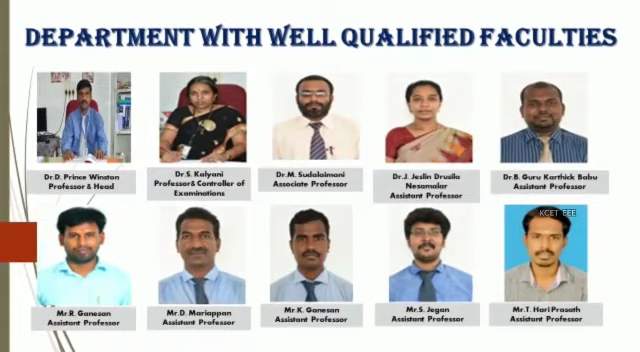 DEPARTMENT WITH WELL QUALIFIED FACULTIES
Dr.D. Prince Winston
Professor & Head
Dr.S. Kalyani
Professor& Controller of
Examinations
Dr.M. Sudalaimani
Associate Professor
Dr.J. Jeslin Drusila
Nesamalar
Assistant Professor
Dr.B. Guru Karthick Babu
Assistant Professor
KCET EEE
Mr.R. Ganesan
Assistant Professor
Mr.D. Mariappan
Assistant Professor
Mr.K. Ganesan
Assistant Professor
Mr.S. Jegan
Assistant Professor
Mr.T. Hari Prasath
Assistant Professor